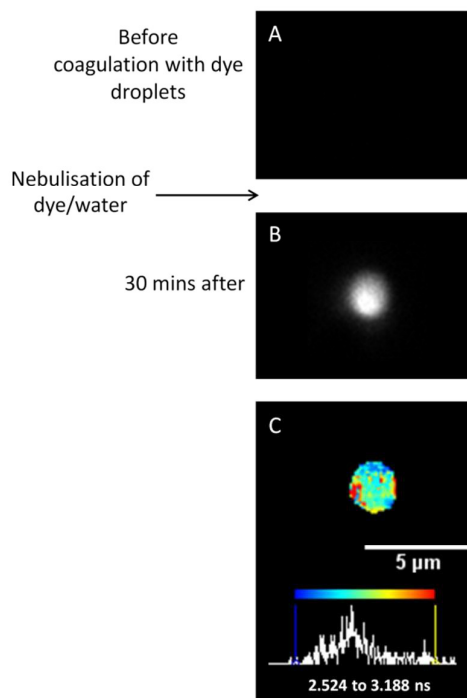 Before
coagulation with dye
droplets
A
Nebulisation of
dye/water
B
30 mins after
C
5 µm
2.524 to 3.188 ns